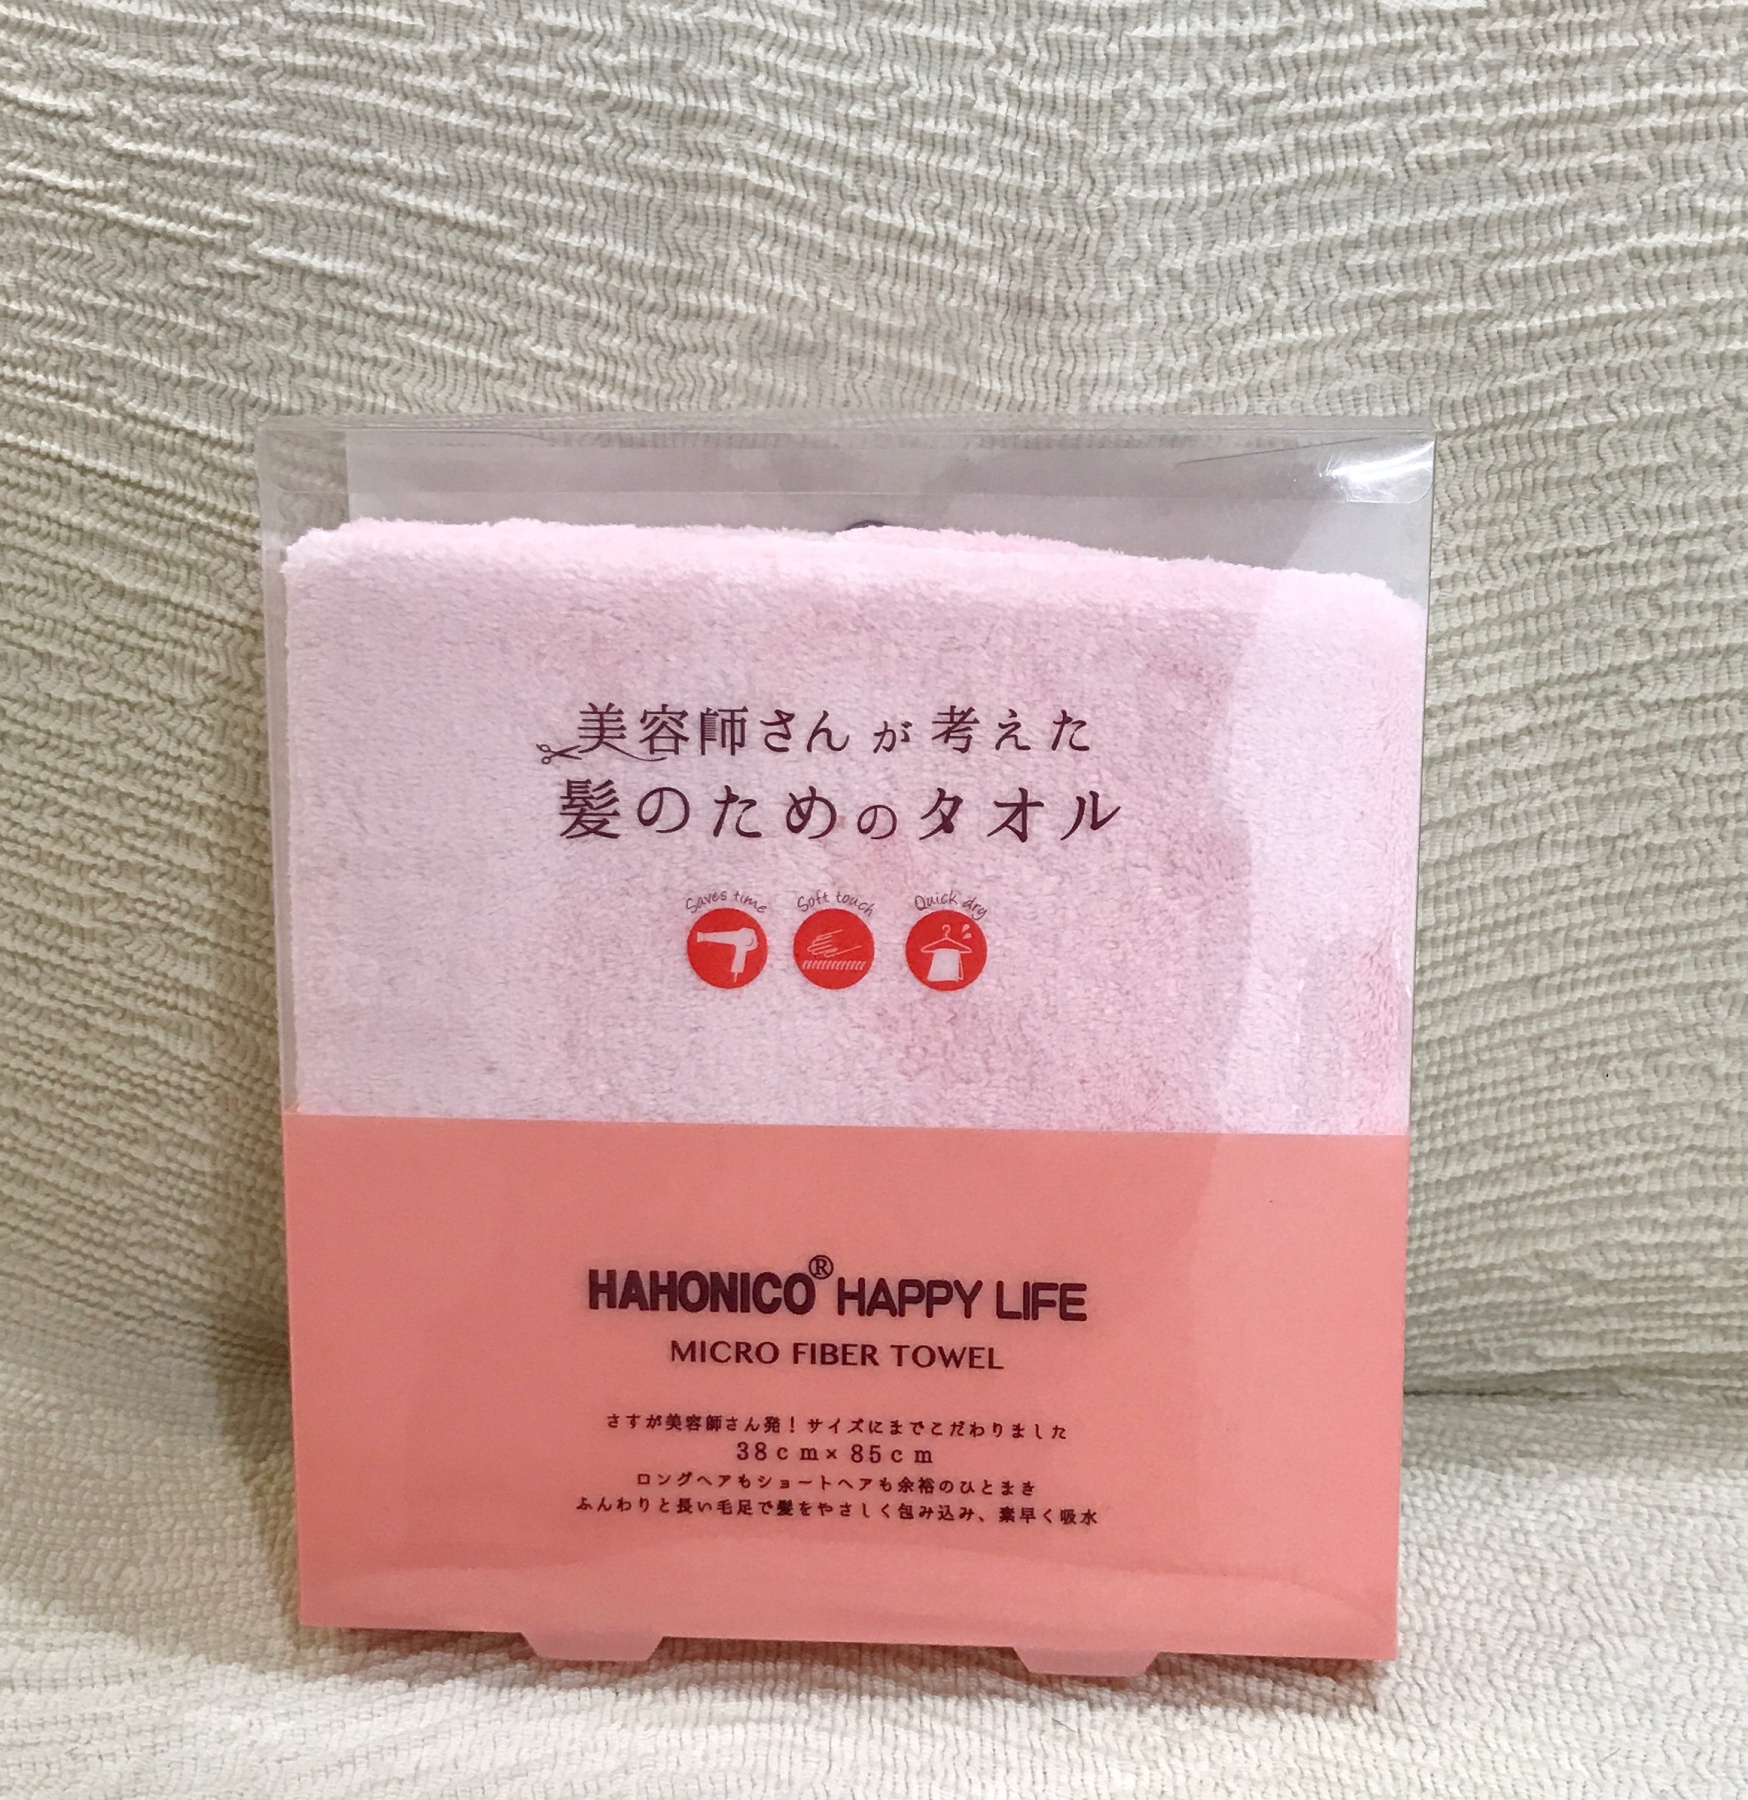 美容師さんが考えた
髪のためのタオル
Saves time Soft touch Quick dry
HAHONICO® HAPPY LIFE
MICRO FIBER TOWEL
さすが美容師さん発！サイズにまでこだわりました
38cm×85cm
ロングヘアもショートヘアも余裕のひとまき
ふんわりと長い毛足で髪をやさしく包み込み、素早く吸水